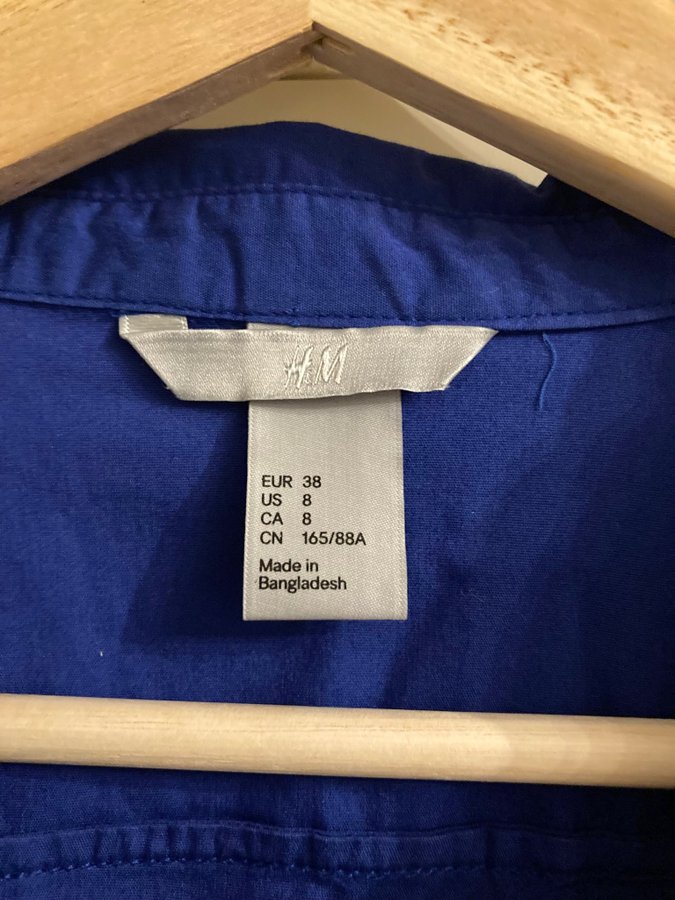 H&M
EUR 38
US 8
CA 8
CN 165/88A
Made in
Bangladesh